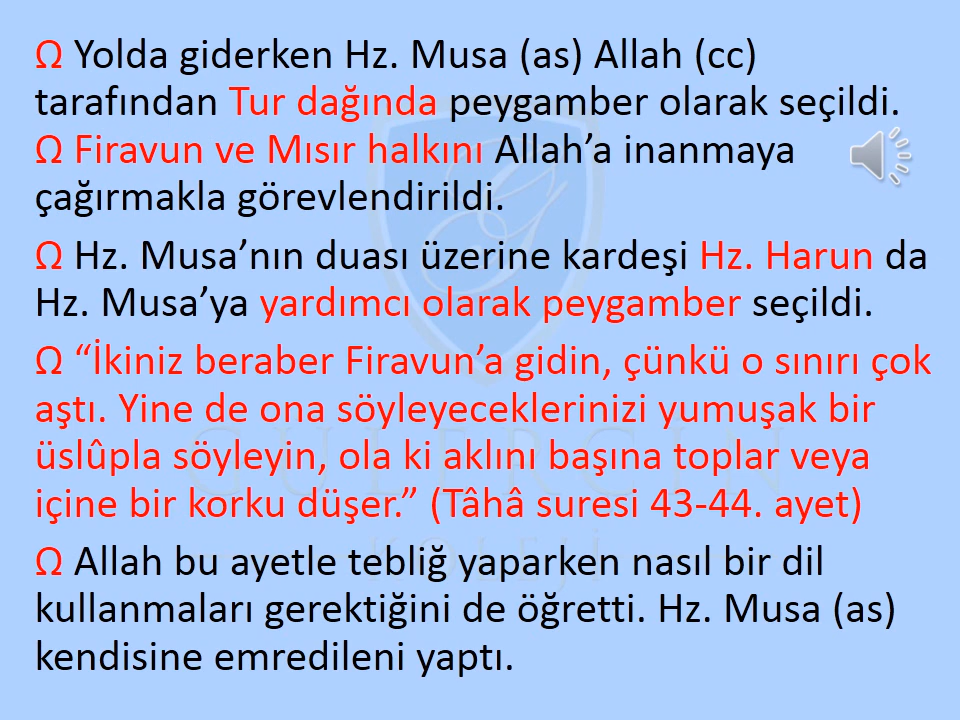 Ω Yolda giderken Hz. Musa (as) Allah (cc)
tarafından Tur dağında peygamber olarak seçildi.
Ω Firavun ve Mısır halkını Allah’a inanmaya
çağırmakla görevlendirildi.
Ω Hz. Musa’nın duası üzerine kardeşi Hz. Harun da
Hz. Musa’ya yardımcı olarak peygamber seçildi.
Ω “İkiniz beraber Firavun’a gidin, çünkü o sınırı çok
aştı. Yine de ona söyleyeceklerinizi yumuşak bir
üslûpla söyleyin, ola ki aklını başına toplar veya
içine bir korku düşer.” (Tâhâ suresi 43-44. ayet)
Ω Allah bu ayetle tebliğ yaparken nasıl bir dil
kullanmaları gerektiğini de öğretti. Hz. Musa (as)
kendisine emredileni yaptı.